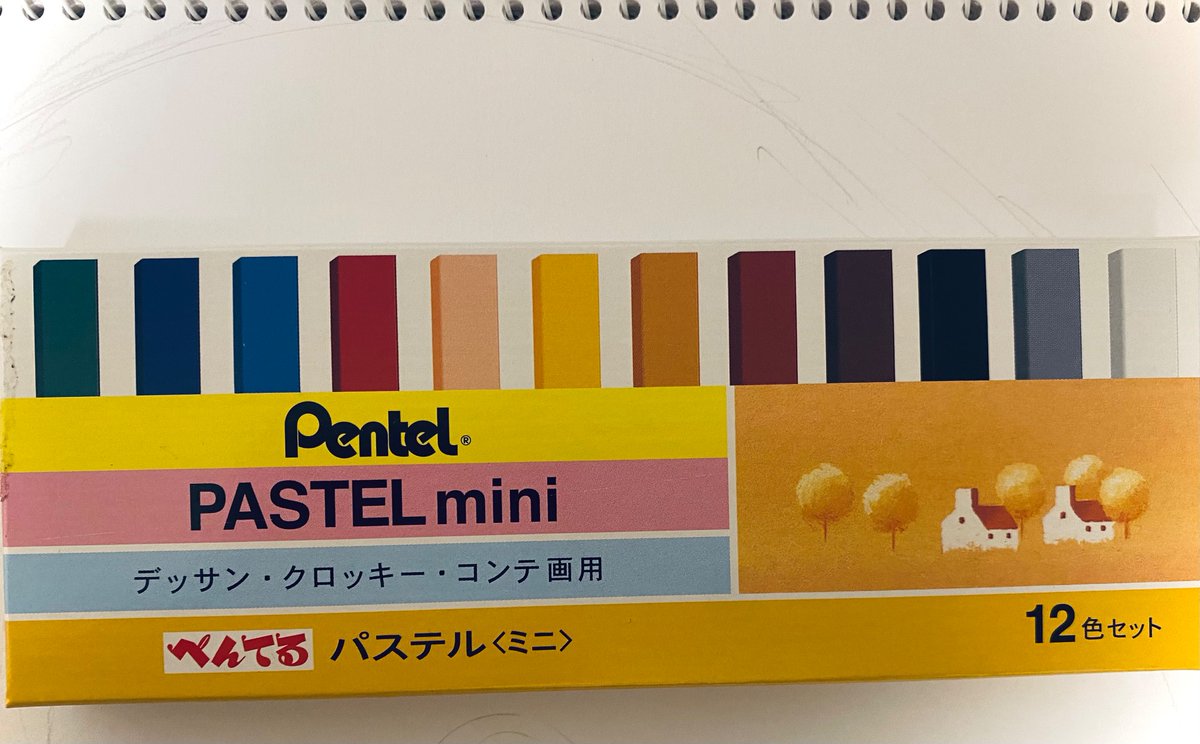 Pentel®
PASTEL mini
デッサン・クロッキー・コンテ画用
ぺんてる パステル〈ミニ〉
12色セット